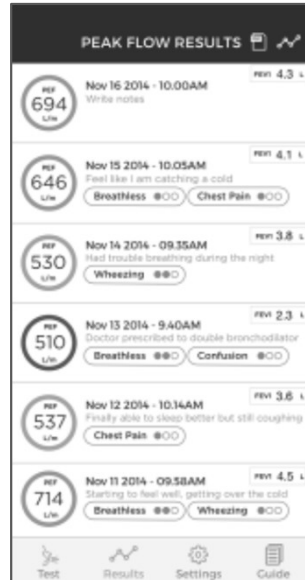 PEAK FLOW RESULTS
PEF
694
L/m
Nov 16 2014 - 10.00AM
FEV1 4.3 L
Write notes
PEF
646
L/m
Nov 15 2014 - 10.05AM
FEV1 4.1 L
Feel like I am catching a cold
Breathless Chest Pain
PEF
530
L/m
Nov 14 2014 - 09.35AM
FEV1 3.8 L
Had trouble breathing during the night
Wheezing
PEF
510
L/m
Nov 13 2014 - 9.40AM
FEV1 2.3 L
Doctor prescribed to double bronchodilator
Breathless Confusion
PEF
537
L/m
Nov 12 2014 - 10.14AM
FEV1 3.6 L
Finally able to sleep better but still coughing
Chest Pain
PEF
714
L/m
Nov 11 2014 - 09.58AM
FEV1 4.5 L
Starting to feel well, getting over the cold
Breathless Wheezing
Test Results Settings Guide